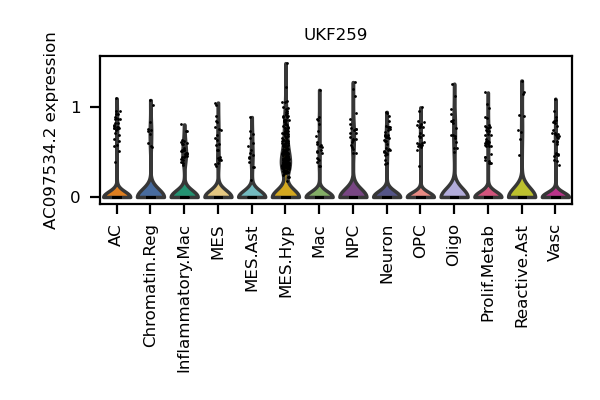 UKF259
AC097534.2 expression
1
0
AC
Chromatin.Reg
Inflammatory.Mac
MES
MES.Ast
MES.Hyp
Mac
NPC
Neuron
OPC
Oligo
Prolif.Metab
Reactive.Ast
Vasc